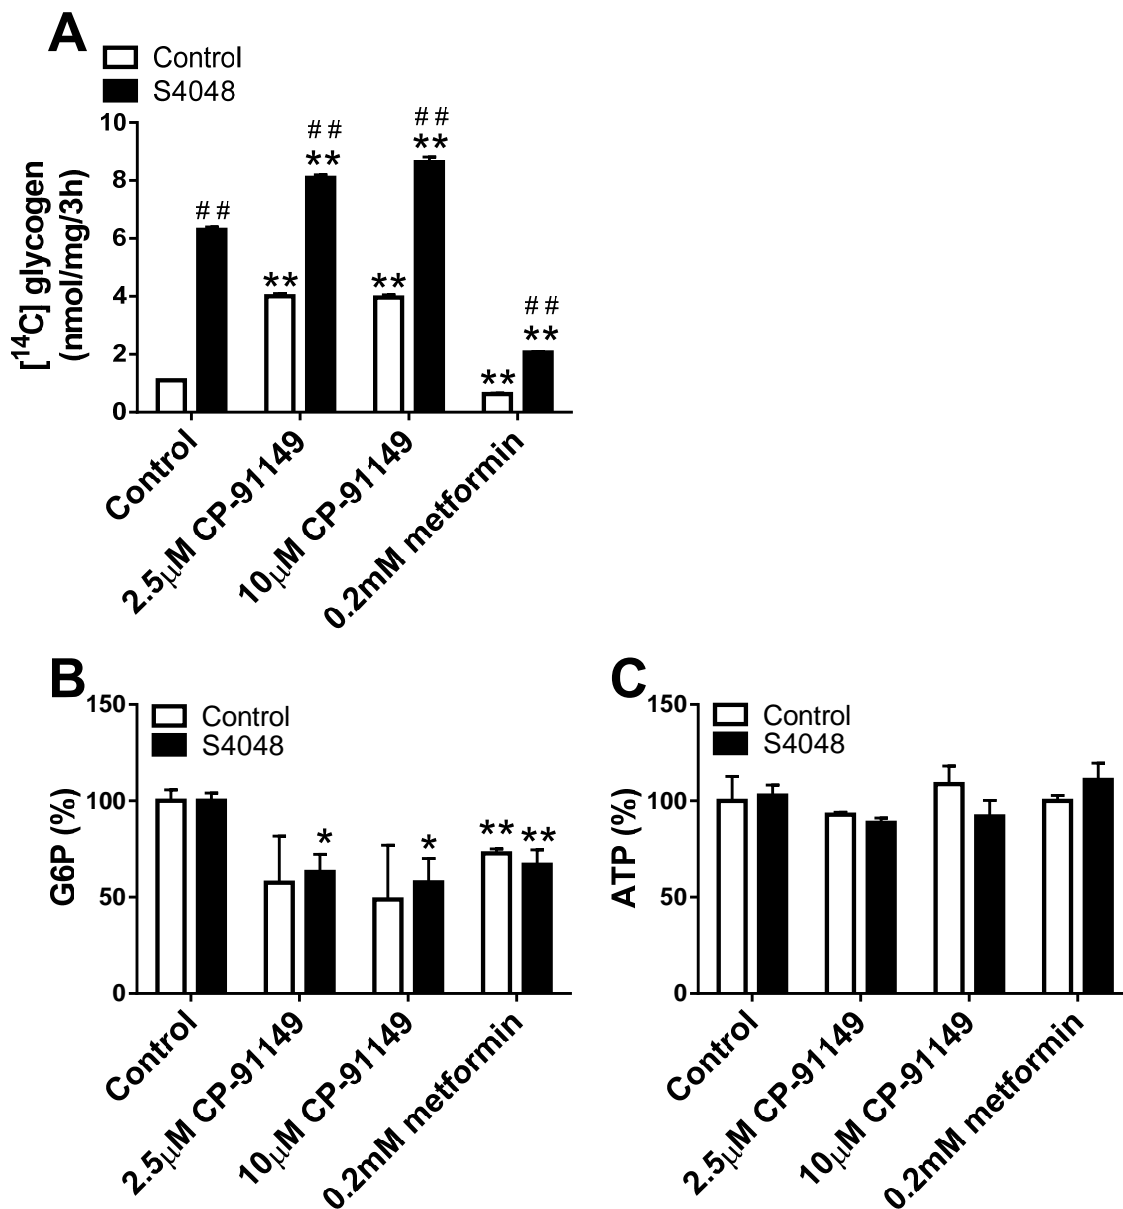 A
Control
S4048
[¹⁴C] glycogen
(nmol/mg/3h)
10
8
6
4
2
0
##
##
**
##
**
**
**
##
**
**
Control
2.5μM CP-91149
10μM CP-91149
0.2mM metformin
B
Control
S4048
G6P (%)
150
100
50
0
*
*
**
**
Control
2.5μM CP-91149
10μM CP-91149
0.2mM metformin
C
Control
S4048
ATP (%)
150
100
50
0
Control
2.5μM CP-91149
10μM CP-91149
0.2mM metformin